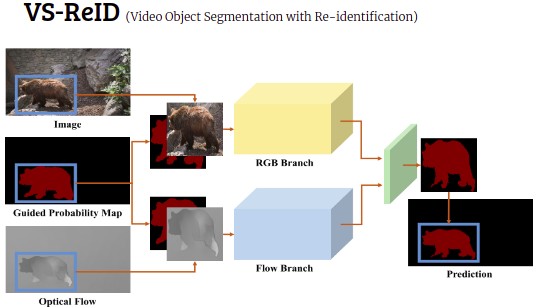 VS-ReID (Video Object Segmentation with Re-identification)
Image
RGB Branch
Guided Probability Map
Flow Branch
Prediction
Optical Flow